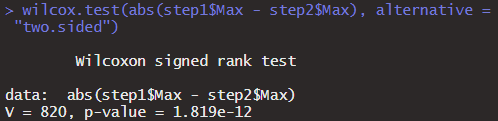 > wilcox.test(abs(step1$Max - step2$Max), alternative =
"two.sided")
Wilcoxon signed rank test
data:  abs(step1$Max - step2$Max)
V = 820, p-value = 1.819e-12